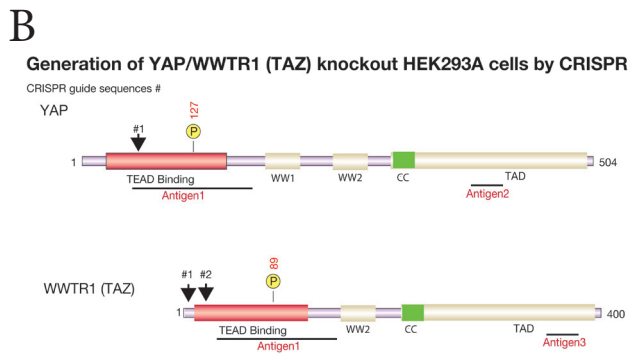 B
Generation of YAP/WWTR1 (TAZ) knockout HEK293A cells by CRISPR
CRISPR guide sequences #
YAP
#1
127
P
1
504
TEAD Binding
WW1
WW2
CC
TAD
Antigen1
Antigen2
#1 #2
89
P
WWTR1 (TAZ)
1
400
TEAD Binding
WW2
CC
TAD
Antigen1
Antigen3